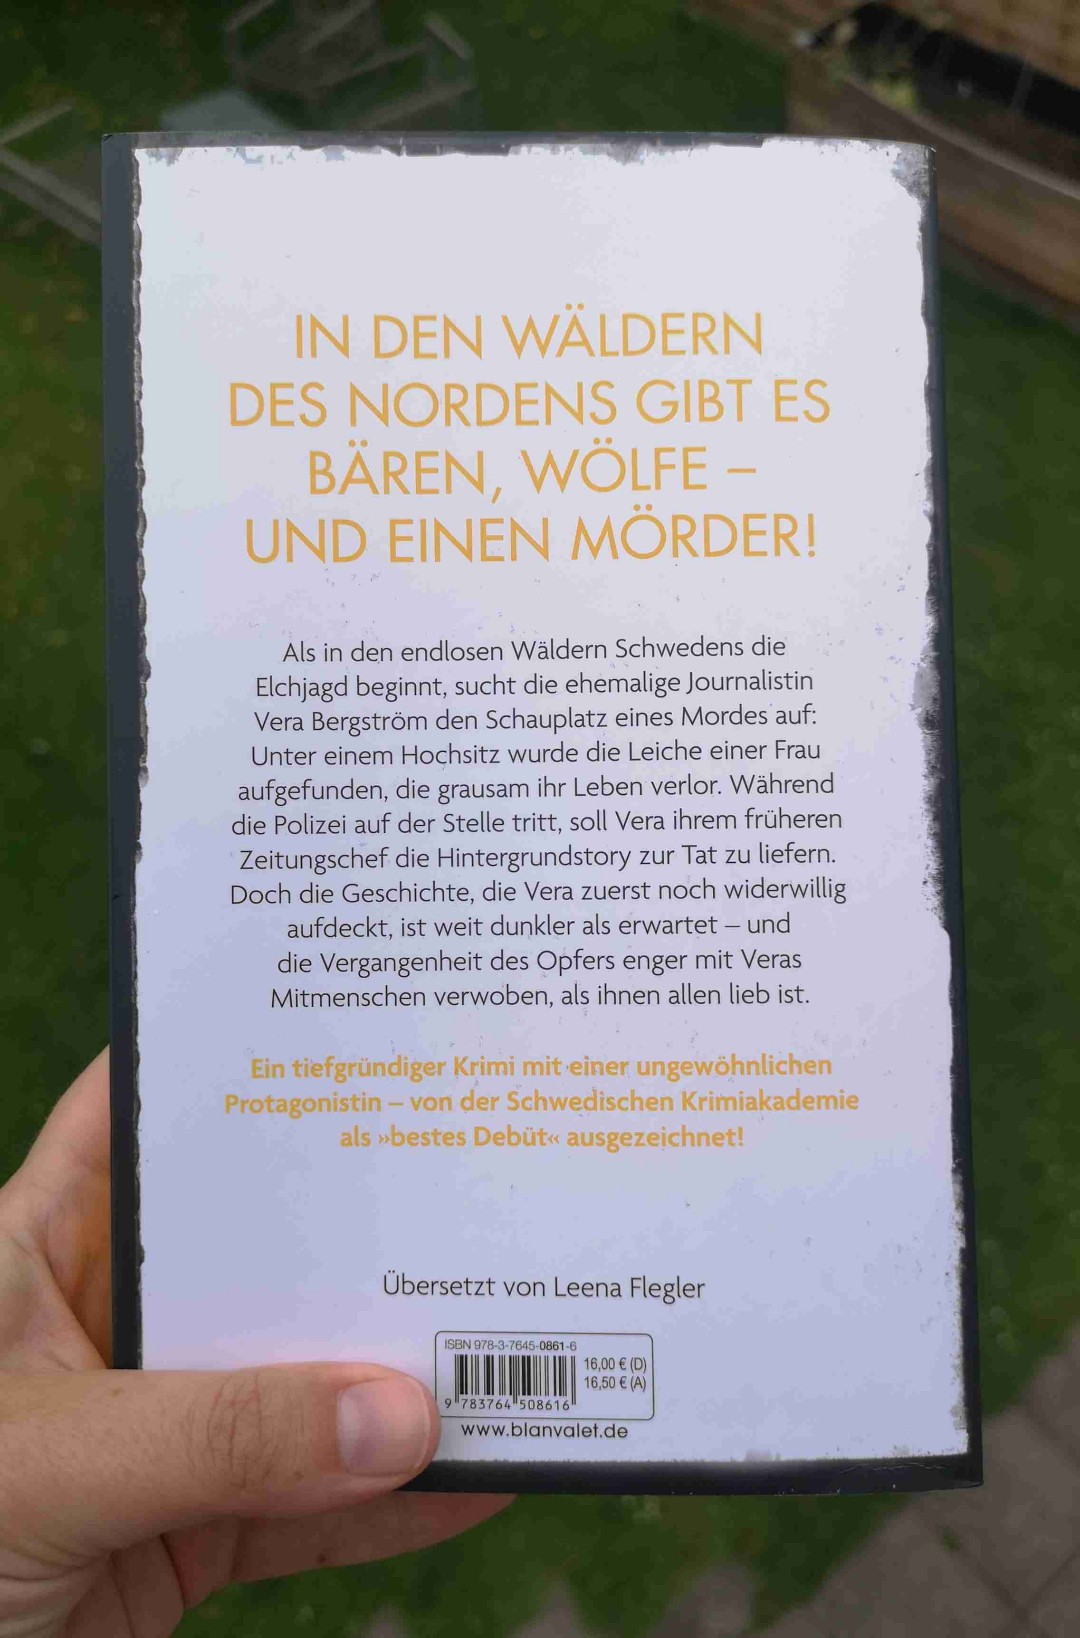 IN DEN WÄLDERN
DES NORDENS GIBT ES
BÄREN, WÖLFE –
UND EINEN MÖRDER!
Als in den endlosen Wäldern Schwedens die
Elchjagd beginnt, sucht die ehemalige Journalistin
Vera Bergström den Schauplatz eines Mordes auf:
Unter einem Hochsitz wurde die Leiche einer Frau
aufgefunden, die grausam ihr Leben verlor. Während
die Polizei auf der Stelle tritt, soll Vera ihrem früheren
Zeitungschef die Hintergrundstory zur Tat zu liefern.
Doch die Geschichte, die Vera zuerst noch widerwillig
aufdeckt, ist weit dunkler als erwartet – und
die Vergangenheit des Opfers enger mit Veras
Mitmenschen verwoben, als ihnen allen lieb ist.
Ein tiefgründiger Krimi mit einer ungewöhnlichen
Protagonistin – von der Schwedischen Krimiakademie
als »bestes Debüt« ausgezeichnet!
Übersetzt von Leena Flegler
ISBN 978-3-7645-0861-6
16,00 € (D)
16,50 € (A)
9 783764 508616
www.blanvalet.de